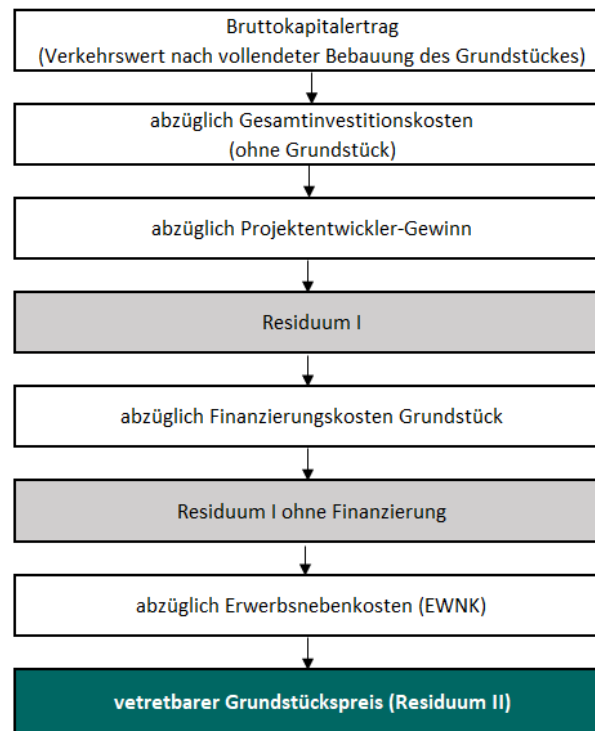 Bruttokapitalertrag
(Verkehrswert nach vollendeter Bebauung des Grundstückes)
abzüglich Gesamtinvestitionskosten
(ohne Grundstück)
abzüglich Projektentwickler-Gewinn
Residuum I
abzüglich Finanzierungskosten Grundstück
Residuum I ohne Finanzierung
abzüglich Erwerbsnebenkosten (EWNK)
vetretbarer Grundstückspreis (Residuum II)